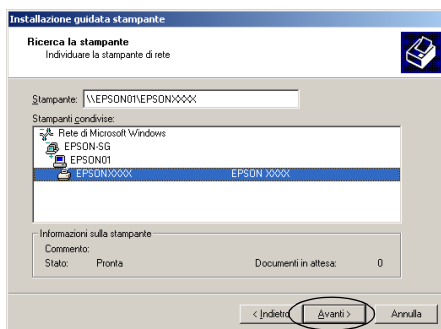 Installazione guidata stampante
Ricerca la stampante
Individuare la stampante di rete
Stampante: \\EPSON01\EPSONXXXX
Stampanti condivise:
Rete di Microsoft Windows
EPSON-SG
EPSON01
EPSONXXXX EPSON XXXX
Informazioni sulla stampante
Commento:
Stato: Pronta Documenti in attesa: 0
< Indietro Avanti > Annulla